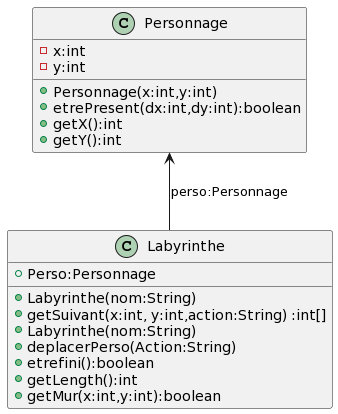 C Personnage
x:int
y:int
Personnage(x:int,y:int)
etrePresent(dx:int,dy:int):boolean
getX():int
getY():int
perso:Personnage
C Labyrinthe
Perso:Personnage
Labyrinthe(nom:String)
getSuivant(x:int, y:int,action:String) :int[]
Labyrinthe(nom:String)
deplacerPerso(Action:String)
etrefini():boolean
getLength():int
getMur(x:int,y:int):boolean